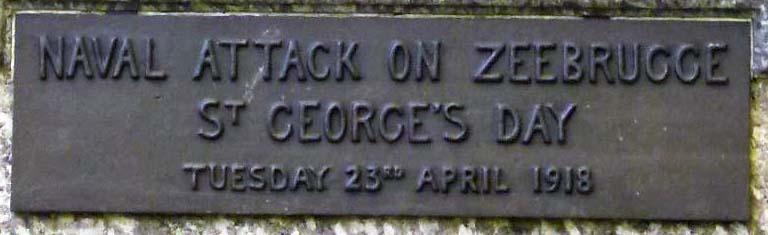 NAVAL ATTACK ON ZEEBRUGGE
ST GEORGE'S DAY
TUESDAY 23RD APRIL 1918